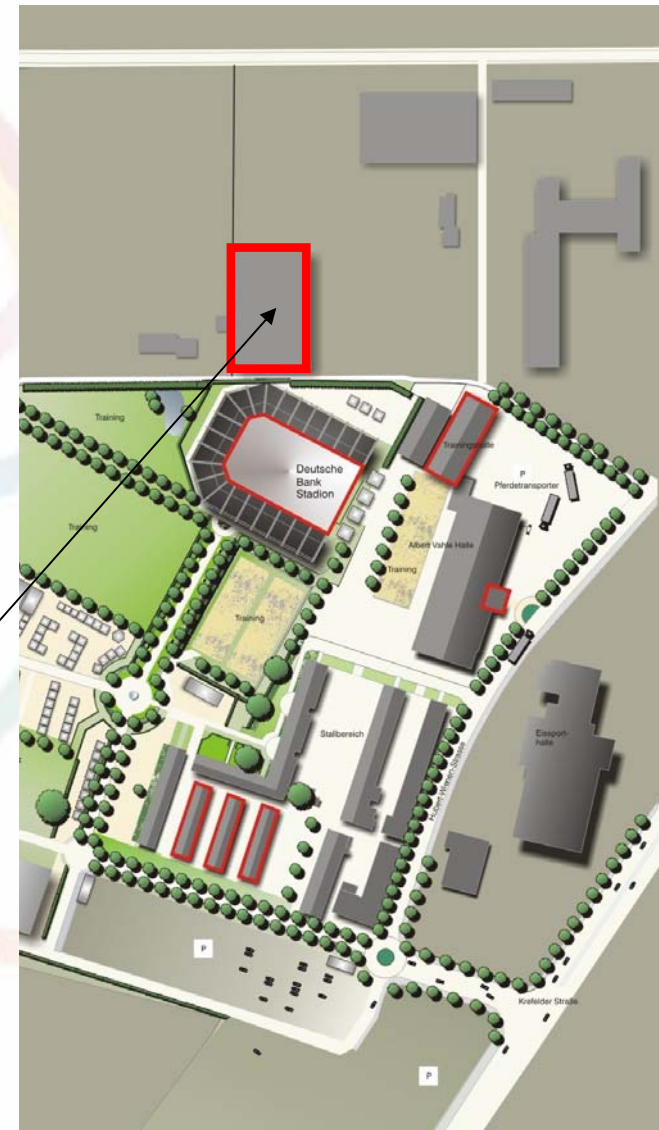 Training
Trainingshalle
Deutsche
Bank
Stadion
P
Pferdetransporter
Training
Albert Vahle Halle
Training
Training
Stallbereich
Eissport-
halle
Hubert-Wienen-Strasse
P
Krefelder Straße
P